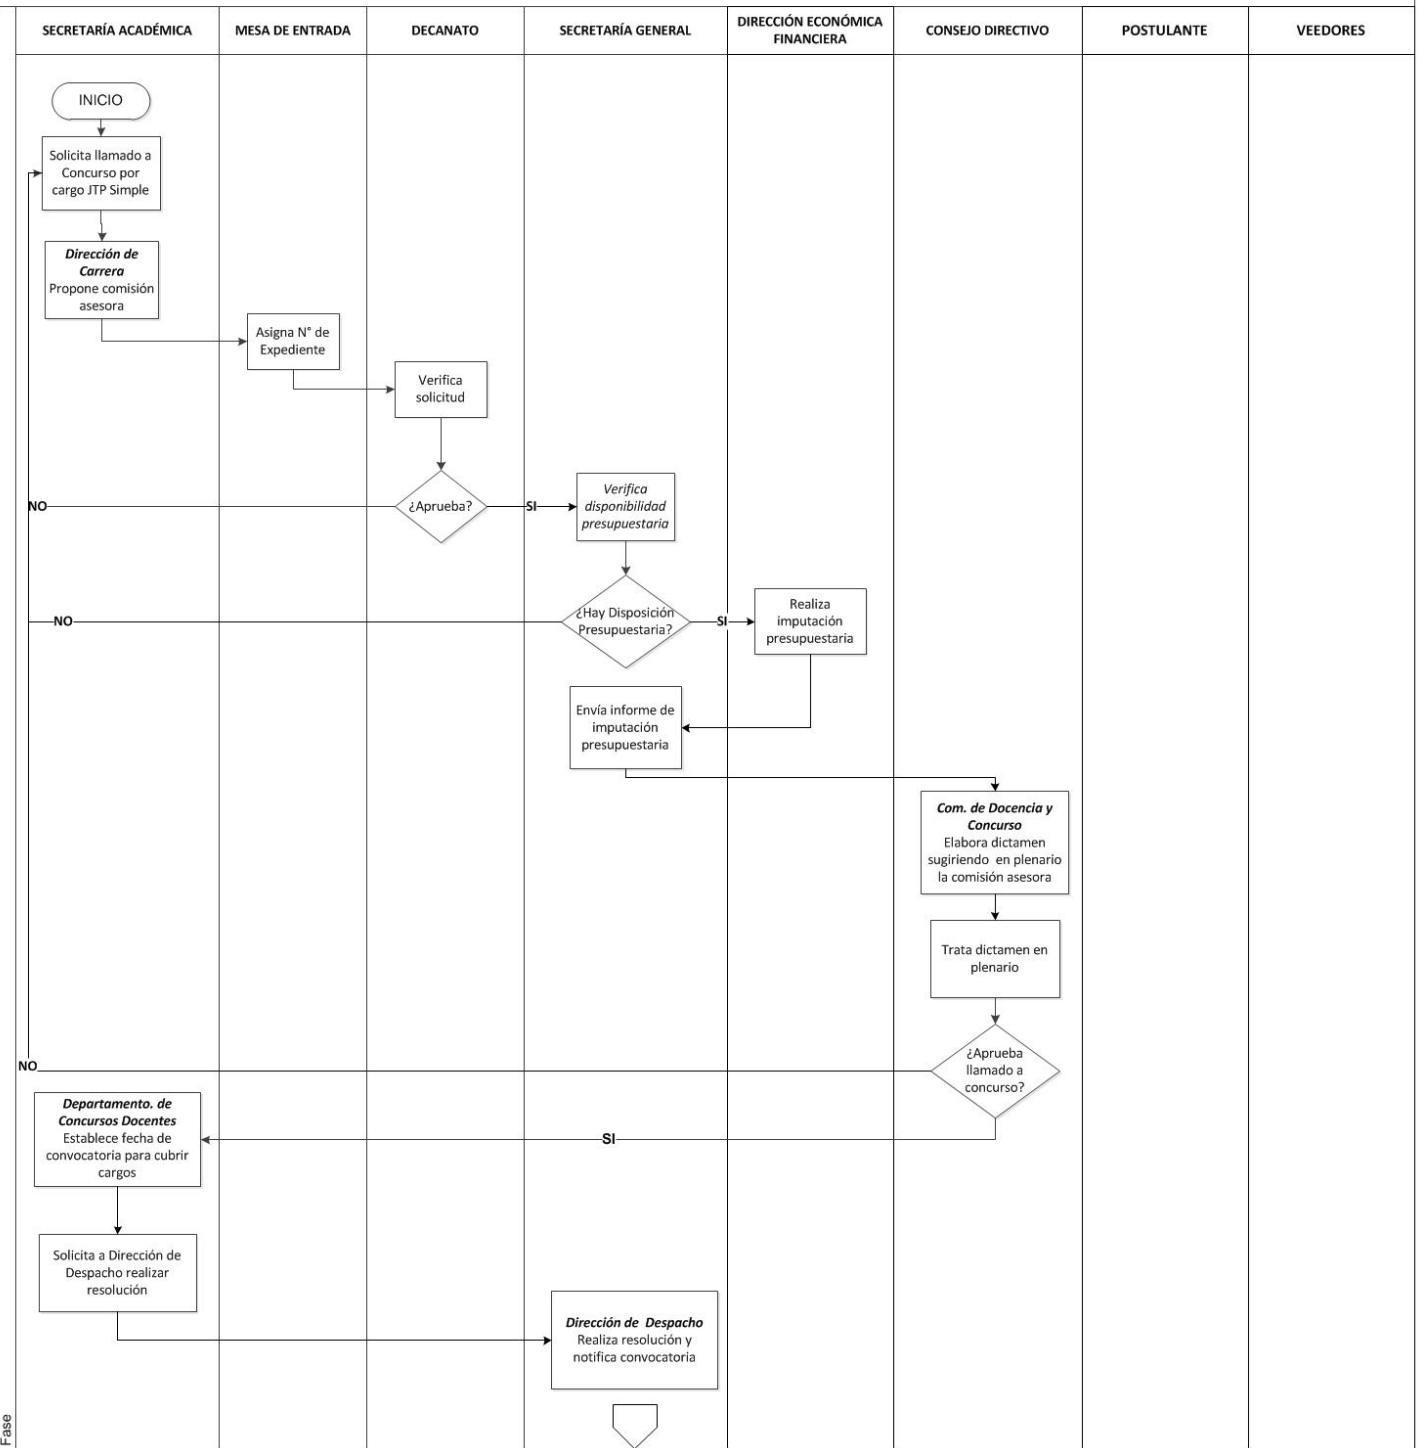 SECRETARÍA ACADÉMICA
MESA DE ENTRADA
DECANATO
SECRETARÍA GENERAL
DIRECCIÓN ECONÓMICA
FINANCIERA
CONSEJO DIRECTIVO
POSTULANTE
VEEDORES
INICIO
Solicita llamado a
Concurso por
cargo JTP Simple
Dirección de
Carrera
Propone comisión
asesora
Asigna N° de
Expediente
Verifica
solicitud
NO
¿Aprueba?
SI
Verifica
disponibilidad
presupuestaria
NO
¿Hay Disposición
Presupuestaria?
SI
Realiza
imputación
presupuestaria
Envía informe de
imputación
presupuestaria
Com. de Docencia y
Concurso
Elabora dictamen
sugiriendo en plenario
la comisión asesora
Trata dictamen en
plenario
¿Aprueba
llamado a
concurso?
NO
SI
Departamento. de
Concursos Docentes
Establece fecha de
convocatoria para cubrir
cargos
Solicita a Dirección de
Despacho realizar
resolución
Dirección de Despacho
Realiza resolución y
notifica convocatoria
Fase